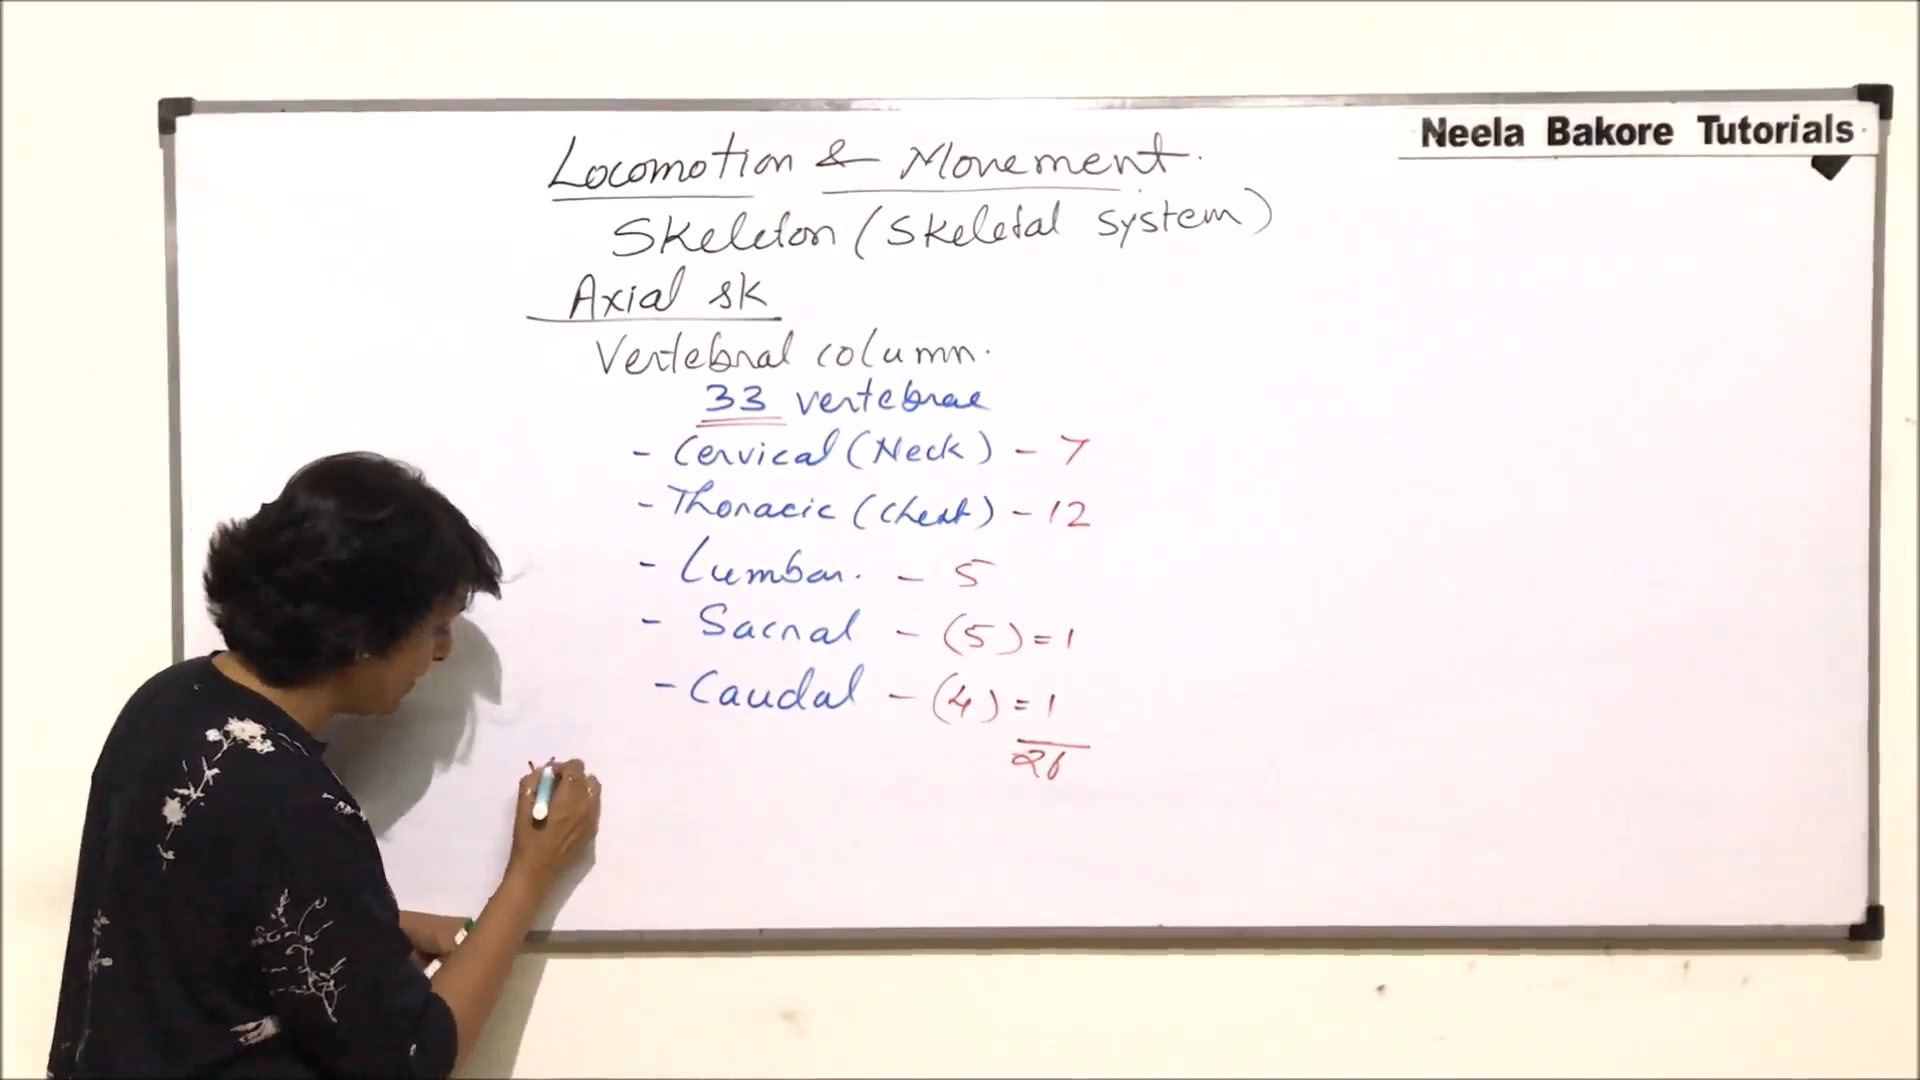 Neela Bakore Tutorials
Locomotion & Movement.
Skeleton (Skeletal system)
Axial sk
Vertebral column.
33 vertebrae
- Cervical (Neck) - 7
- Thoracic (Chest) - 12
- Lumbar. - 5
- Sacral - (5) = 1
- Caudal - (4) = 1
26